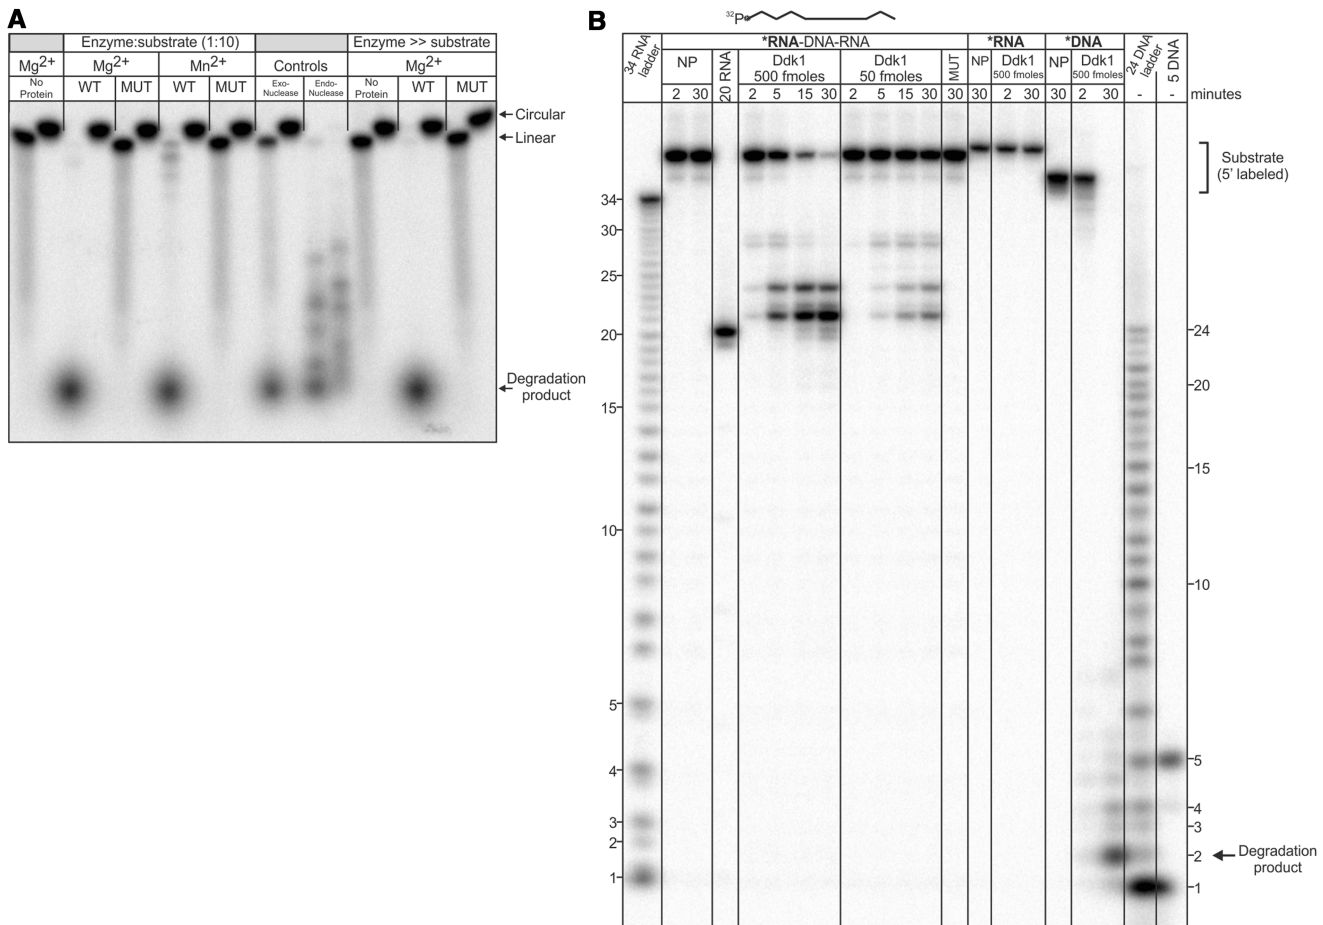 A
Enzyme:substrate (1:10)
Enzyme >> substrate
Mg2+
Mg2+
Mn2+
Controls
Mg2+
No
Protein
WT
MUT
WT
MUT
Exo-
Nuclease
Endo-
Nuclease
No
Protein
WT
MUT
Circular
Linear
Degradation
product
B
32P
34 RNA
ladder
*RNA-DNA-RNA
*RNA
*DNA
24 DNA
ladder
5 DNA
NP
20 RNA
Ddk1
500 fmoles
Ddk1
50 fmoles
MUT
NP
Ddk1
500 fmoles
NP
Ddk1
500 fmoles
2 30 2 5 15 30 2 5 15 30 30 30 2 30 30 2 30 - - minutes
Substrate
(5' labeled)
34
30
25
20
15
10
5
4
3
2
1
24
20
15
10
5
4
3
2
1
Degradation
product